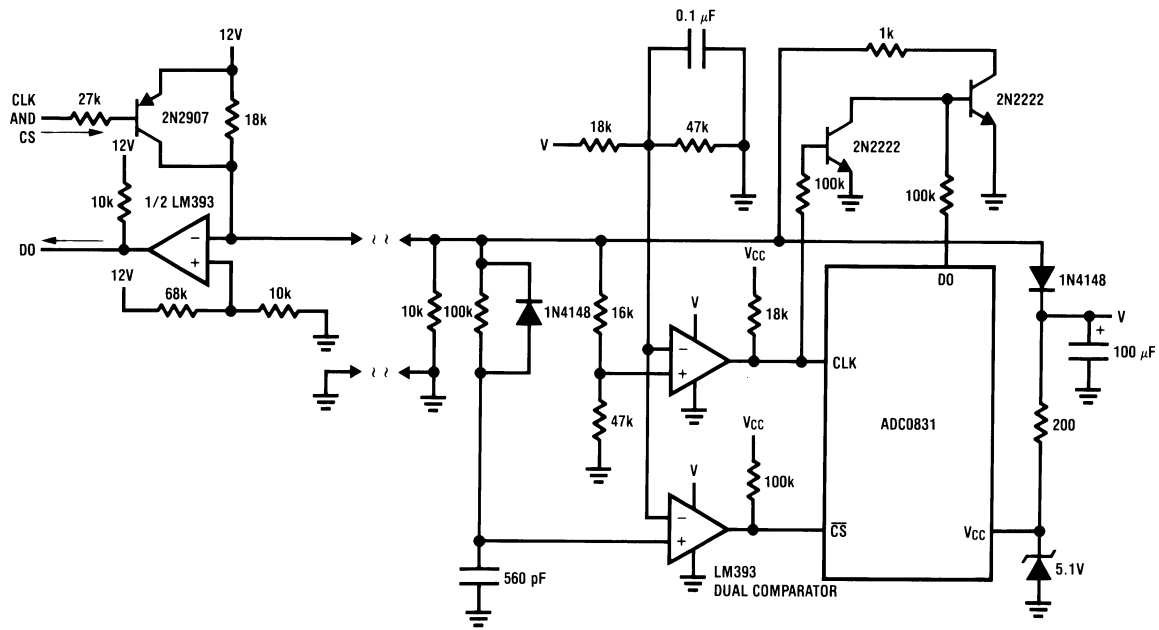 0.1 µF
12V
1k
CLK
AND
CS
27k
2N2907
18k
2N2222
12V
V
18k
47k
2N2222
10k
1/2 LM393
100k
100k
DO
−
+
12V
68k
10k
VCC
DO
1N4148
10k
100k
1N4148
16k
V
18k
V
+
100 µF
−
+
CLK
47k
ADC0831
200
VCC
V
100k
−
+
CS
VCC
560 pF
LM393
DUAL COMPARATOR
5.1V